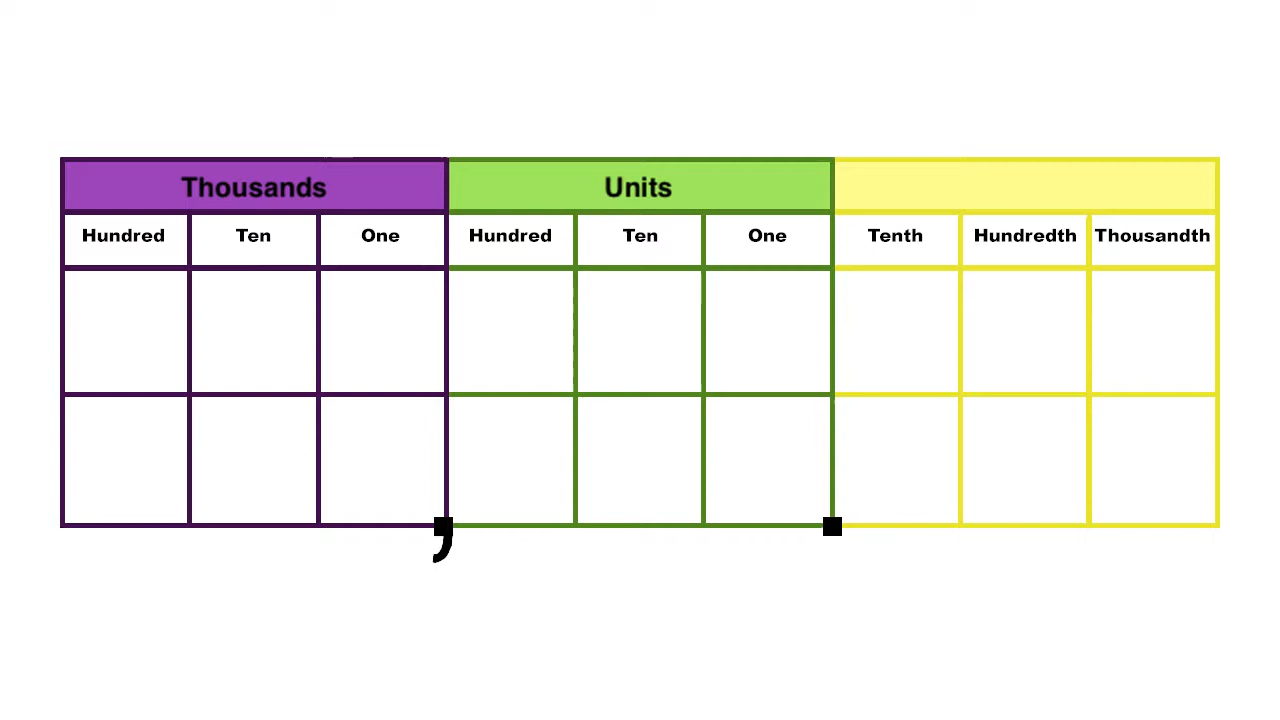 Thousands Units
Hundred Ten One Hundred Ten One Tenth Hundredth Thousandth
, .